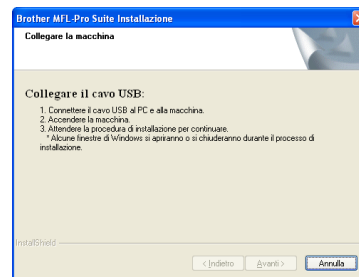 Brother MFL-Pro Suite Installazione
Collegare la macchina
Collegare il cavo USB:
1. Connettere il cavo USB al PC e alla macchina.
2. Accendere la macchina.
3. Attendere la procedura di installazione per continuare.
* Alcune finestre di Windows si apriranno o si chiuderanno durante il processo di
installazione.
InstallShield
< Indietro Avanti > Annulla